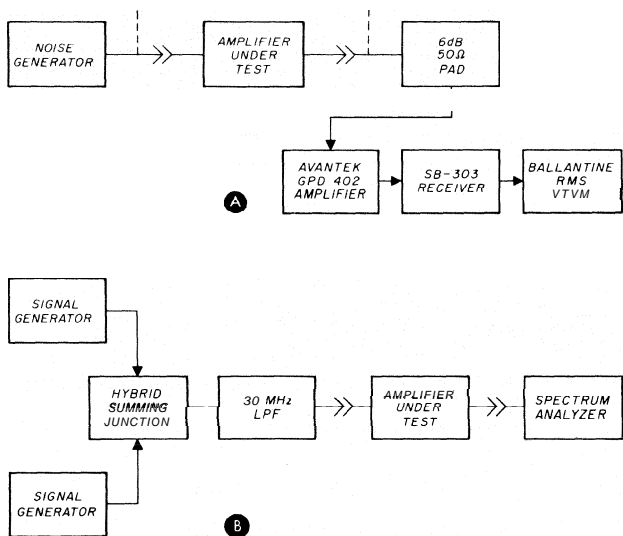 NOISE
GENERATOR
AMPLIFIER
UNDER
TEST
6dB
50Ω
PAD
AVANTEK
GPD 402
AMPLIFIER
SB-303
RECEIVER
BALLANTINE
RMS
VTVM
A
SIGNAL
GENERATOR
HYBRID
SUMMING
JUNCTION
30 MHz
LPF
AMPLIFIER
UNDER
TEST
SPECTRUM
ANALYZER
SIGNAL
GENERATOR
B